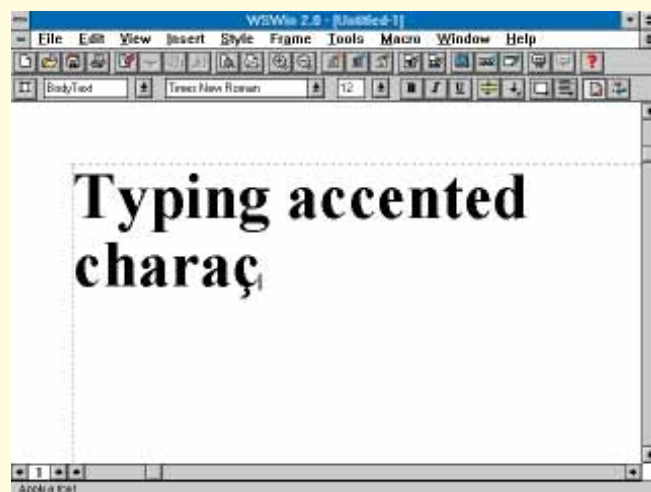 WSWin 2.0 - [Untitled-1]
File Edit View Insert Style Frame Tools Macro Window Help
BodyText Times New Roman 12 B I U
Typing accented
charaç
1